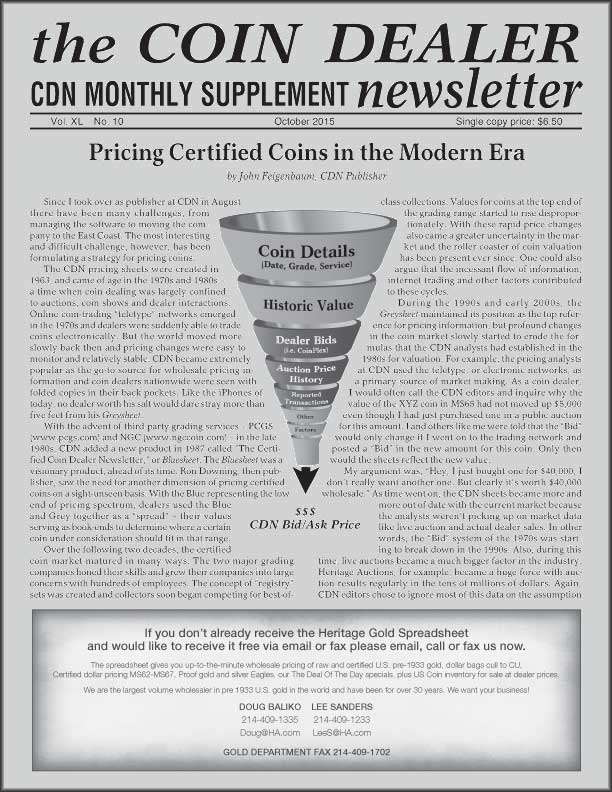 the COIN DEALER
CDN MONTHLY SUPPLEMENT newsletter
Vol. XL No. 10 October 2015 Single copy price: $6.50
Pricing Certified Coins in the Modern Era
by John Feigenbaum, CDN Publisher
Since I took over as publisher at CDN in August
there have been many challenges, from
managing the software to moving the com-
pany to the East Coast. The most interesting
and difficult challenge, however, has been
formulating a strategy for pricing coins.
The CDN pricing sheets were created in
1963, and came of age in the 1970s and 1980s –
a time when coin dealing was largely confined
to auctions, coin shows and dealer interactions.
Online coin-trading "teletype" networks emerged
in the 1970s and dealers were suddenly able to trade
coins electronically. But the world moved more
slowly back then and pricing changes were easy to
monitor and relatively stable. CDN became extremely
popular as the go-to source for wholesale pricing in-
formation and coin dealers nationwide were seen with
folded copies in their back pockets. Like the iPhones of
today, no dealer worth his salt would dare stray more than
five feet from his Greysheet.
With the advent of third party grading services – PCGS
(www.pcgs.com) and NGC (www.ngccoin.com) – in the late
1980s, CDN added a new product in 1987 called "The Certi-
fied Coin Dealer Newsletter," or Bluesheet. The Bluesheet was a
visionary product, ahead of its time. Ron Downing, then pub-
lisher, saw the need for another dimension of pricing certified
coins on a sight-unseen basis. With the Blue representing the low
end of pricing spectrum, dealers used the Blue
and Grey together as a "spread" – their values
serving as book-ends to determine where a certain
coin under consideration should fit in that range.
Over the following two decades, the certified
coin market matured in many ways. The two major grading
companies honed their skills and grew their companies into large
concerns with hundreds of employees. The concept of "registry"
sets was created and collectors soon began competing for best-of-
Coin Details
(Date, Grade, Service)
Historic Value
Dealer Bids
(i.e. CoinPlex)
Auction Price
History
Reported
Transactions
Other
Factors
$$$
CDN Bid/Ask Price
class collections. Values for coins at the top end of
the grading range started to rise dispropor-
tionately. With these rapid price changes
also came a greater uncertainty in the mar-
ket and the roller coaster of coin valuation
has been present ever since. One could also
argue that the incessant flow of information,
internet trading and other factors contributed
to these cycles.
During the 1990s and early 2000s, the
Greysheet maintained its position as the top refer-
ence for pricing information, but profound changes
in the coin market slowly started to erode the for-
mulas that the CDN analysts had established in the
1980s for valuation. For example, the pricing analysts
at CDN used the teletype, or electronic networks, as
a primary source of market making. As a coin dealer,
I would often call the CDN editors and inquire why the
value of the XYZ coin in MS65 had not moved up $5,000
even though I had just purchased one in a public auction
for this amount. I and others like me were told that the "Bid"
would only change if I went to the trading network and
posted a "Bid" in the new amount for this coin. Only then
would the sheets reflect the new value.
My argument was, "Hey, I just bought one for $40,000, I
don't really want another one. But clearly it's worth $40,000
wholesale." As time went on, the CDN sheets became more and
more out of date with the current market because
the analysts weren't picking up on market data
like live auction and actual dealer sales. In other
words, the "Bid" system of the 1970s was start-
ing to break down in the 1990s. Also, during this
time, live auctions became a much bigger factor in the industry.
Heritage Auctions, for example, became a huge force with auc-
tion results regularly in the tens of millions of dollars. Again,
CDN editors chose to ignore most of this data on the assumption
If you don't already receive the Heritage Gold Spreadsheet
and would like to receive it free via email or fax please email, call or fax us now.
The spreadsheet gives you up-to-the-minute wholesale pricing of raw and certified U.S. pre-1933 gold, dollar bags cull to CU,
Certified dollar pricing MS62-MS67, Proof gold and silver Eagles, our The Deal Of The Day specials, plus US Coin inventory for sale at dealer prices.
We are the largest volume wholesaler in pre 1933 U.S. gold in the world and have been for over 30 years. We want your business!
DOUG BALIKO LEE SANDERS
214-409-1335 214-409-1233
Doug@HA.com LeeS@HA.com
GOLD DEPARTMENT FAX 214-409-1702